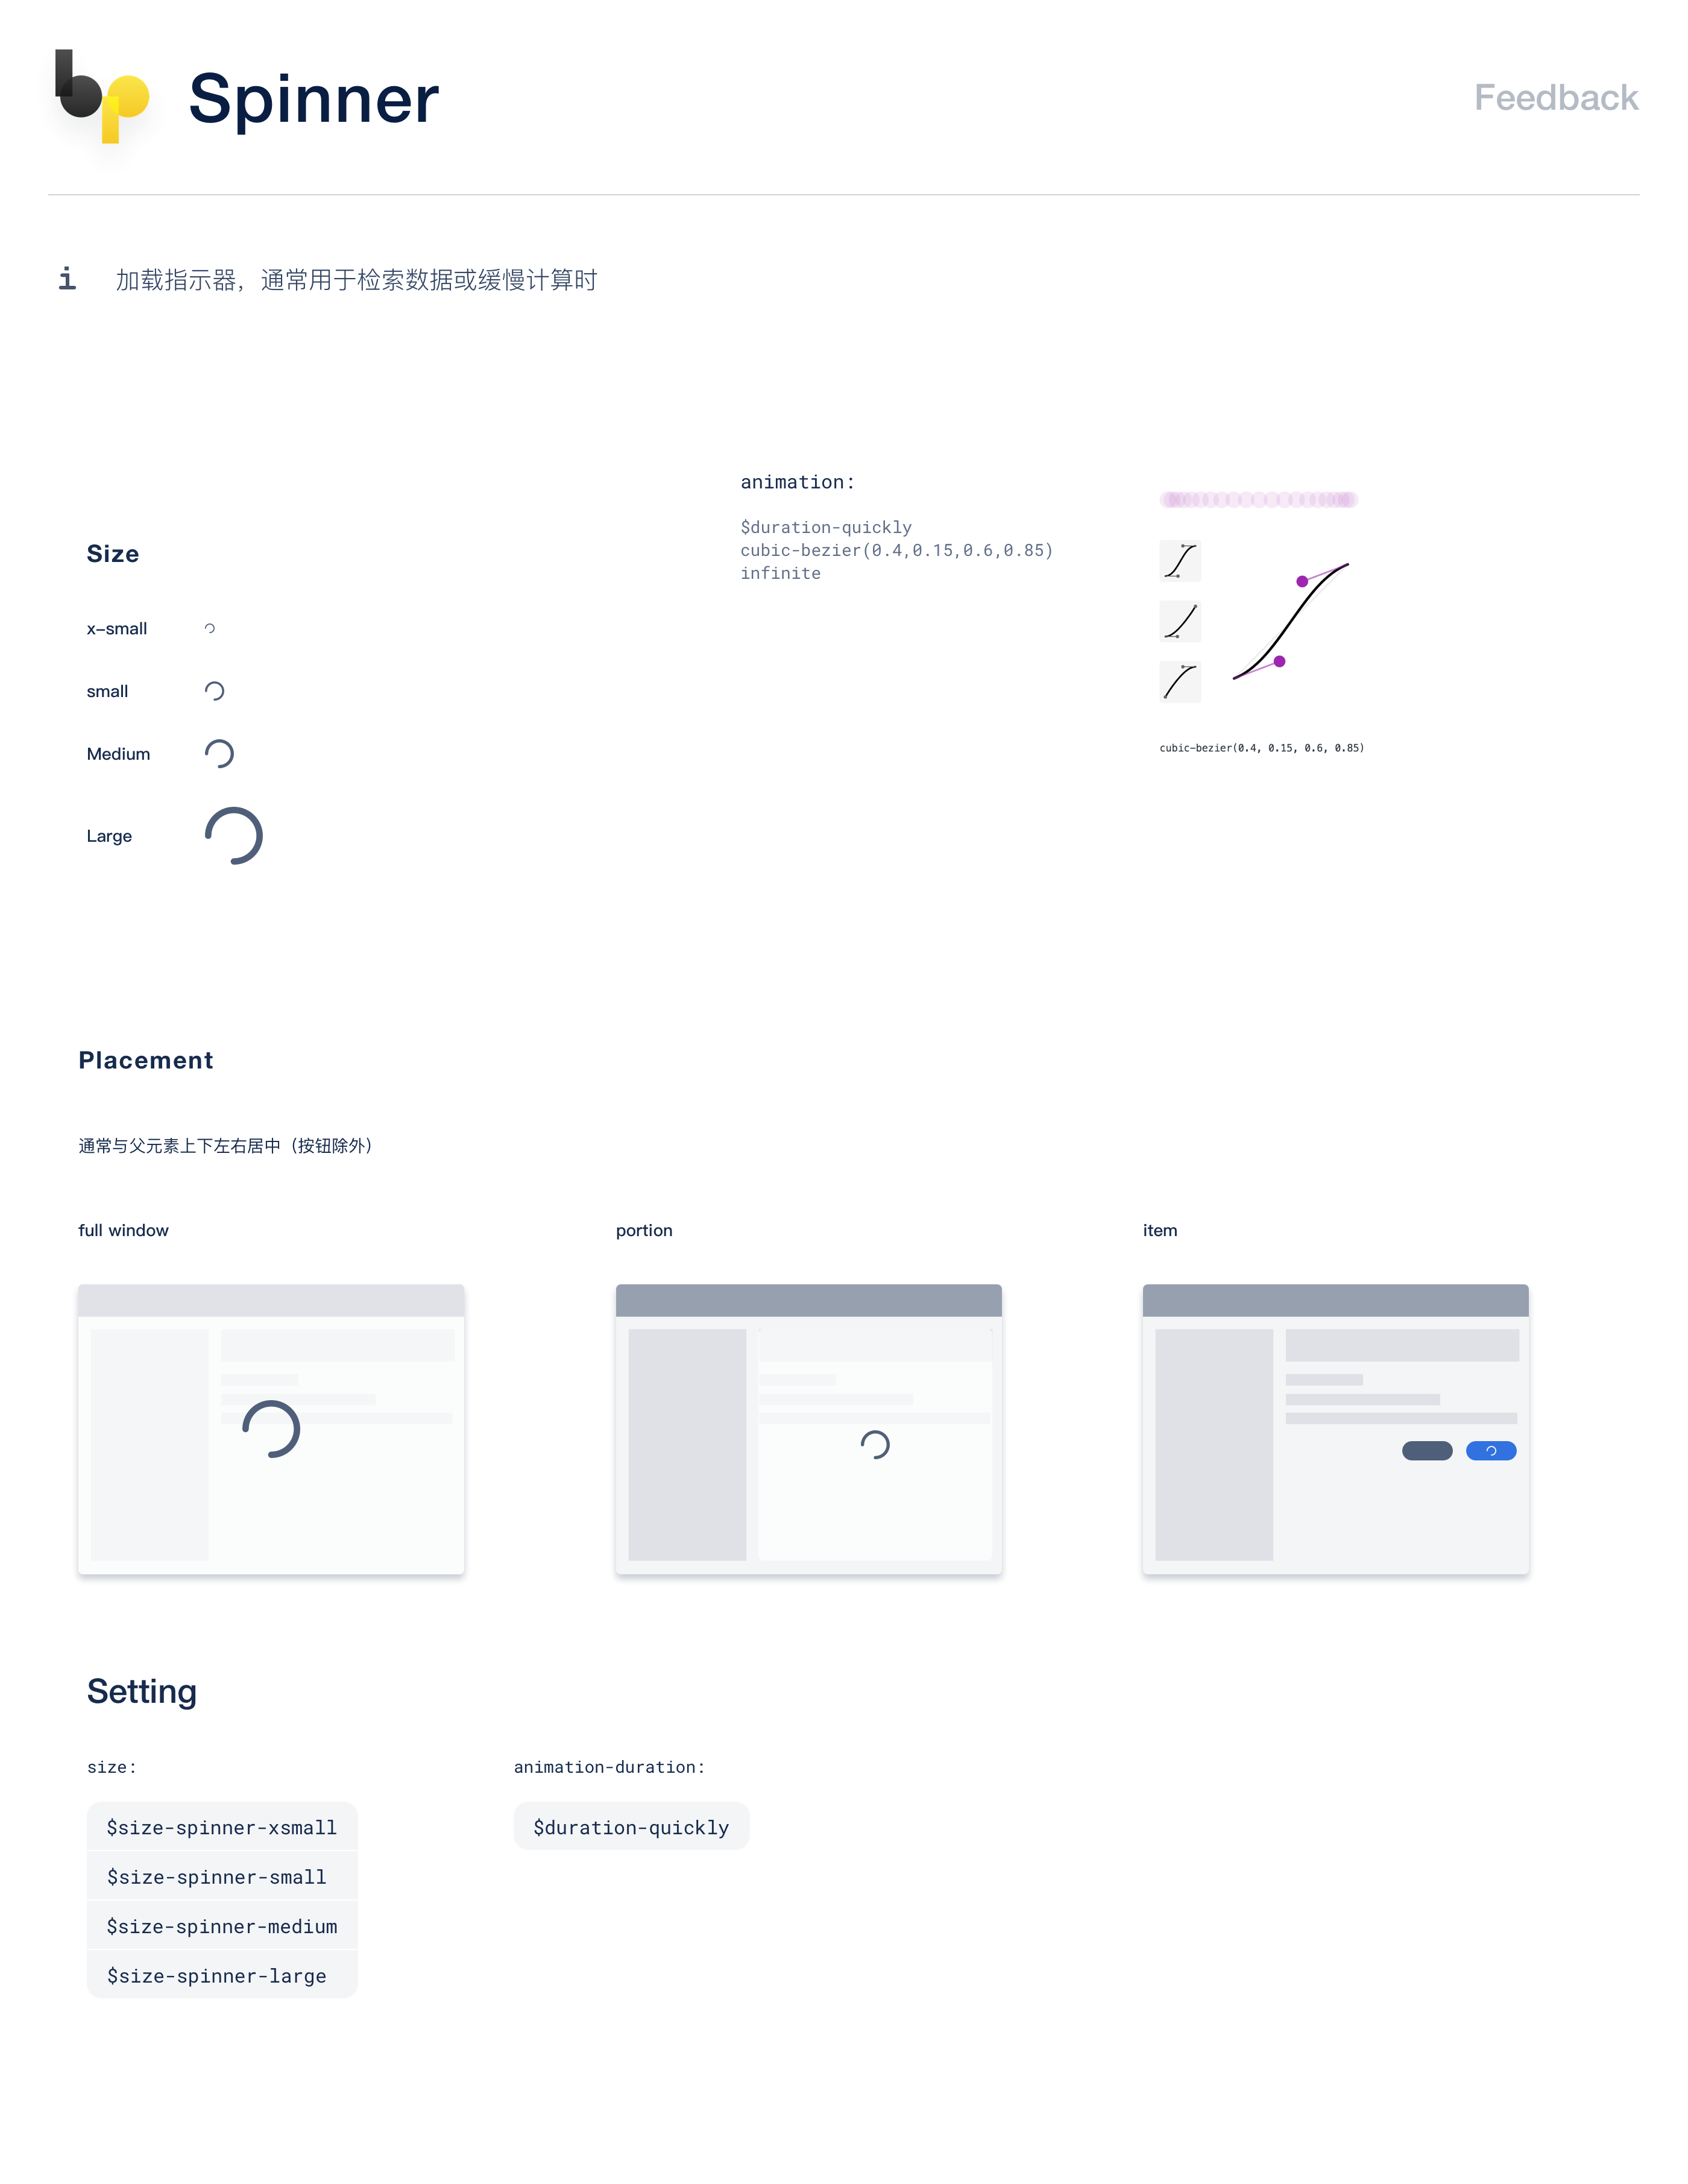 bp
Spinner
Feedback
i
加载指示器，通常用于检索数据或缓慢计算时
animation:
$duration-quickly
cubic-bezier(0.4,0.15,0.6,0.85)
infinite
Size
x-small
small
Medium
Large
cubic-bezier(0.4, 0.15, 0.6, 0.85)
Placement
通常与父元素上下左右居中（按钮除外）
full window
portion
item
Setting
size:
$size-spinner-xsmall
$size-spinner-small
$size-spinner-medium
$size-spinner-large
animation-duration:
$duration-quickly